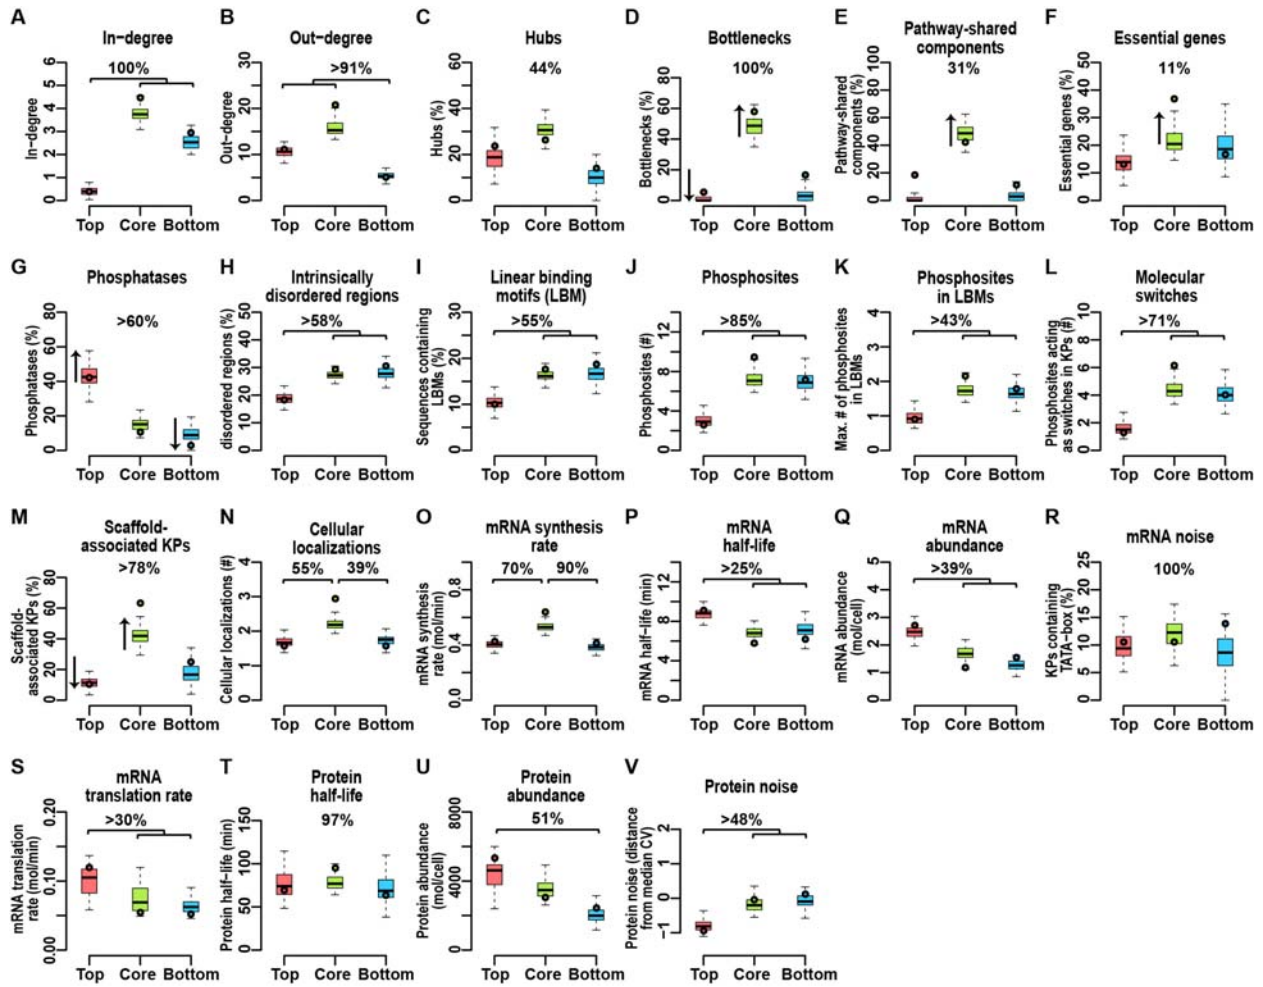 A
In−degree
100%
In−degree
6
5
4
3
2
1
0
Top Core Bottom
B
Out−degree
>91%
Out−degree
30
20
10
0
Top Core Bottom
C
Hubs
44%
Hubs (%)
60
40
20
0
Top Core Bottom
D
Bottlenecks
100%
Bottlenecks (%)
80
60
40
20
0
Top Core Bottom
E
Pathway-shared
components
31%
Pathway-shared
components (%)
100
80
60
40
20
0
Top Core Bottom
F
Essential genes
11%
Essential genes (%)
50
40
30
20
10
0
Top Core Bottom
G
Phosphatases
>60%
Phosphatases (%)
80
60
40
20
0
Top Core Bottom
H
Intrinsically
disordered regions
>58%
disordered regions (%)
50
40
30
20
10
0
Top Core Bottom
I
Linear binding
motifs (LBM)
>55%
Sequences containing
LBMs (%)
30
20
10
0
Top Core Bottom
J
Phosphosites
>85%
Phosphosites (#)
12
8
4
0
Top Core Bottom
K
Phosphosites
in LBMs
>43%
Max. # of phosphosites
in LBMs
4
3
2
1
0
Top Core Bottom
L
Molecular
switches
>71%
Phosphosites acting
as switches in KPs (#)
10
8
6
4
2
0
Top Core Bottom
M
Scaffold-
associated KPs
>78%
Scaffold-
associated KPs (%)
80
60
40
20
0
Top Core Bottom
N
Cellular
localizations
55% 39%
Cellular localizations (#)
4
3
2
1
0
Top Core Bottom
O
mRNA synthesis
rate
70% 90%
mRNA synthesis
rate (mol/min)
0.8
0.4
0.0
Top Core Bottom
P
mRNA
half-life
>25%
mRNA half−life (min)
12
8
4
0
Top Core Bottom
Q
mRNA
abundance
>39%
mRNA abundance
(mol/cell)
5
4
3
2
1
0
Top Core Bottom
R
mRNA noise
100%
KPs containing
TATA−box (%)
25
20
15
10
5
0
Top Core Bottom
S
mRNA
translation rate
>30%
mRNA translation
rate (mol/min)
0.20
0.10
0.00
Top Core Bottom
T
Protein
half-life
97%
Protein half−life (min)
150
100
50
0
Top Core Bottom
U
Protein
abundance
51%
Protein abundance
(mol/cell)
8000
4000
0
Top Core Bottom
V
Protein noise
>48%
Protein noise (distance
from median CV)
2
1
0
−1
Top Core Bottom